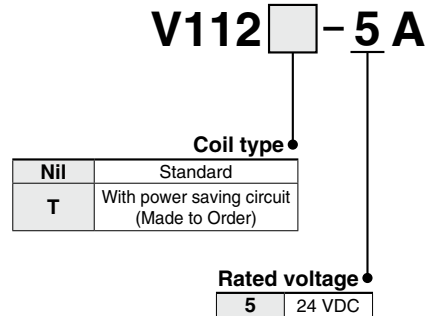 V112 – 5 A
Coil type
Nil Standard
T With power saving circuit
(Made to Order)
Rated voltage
5 24 VDC